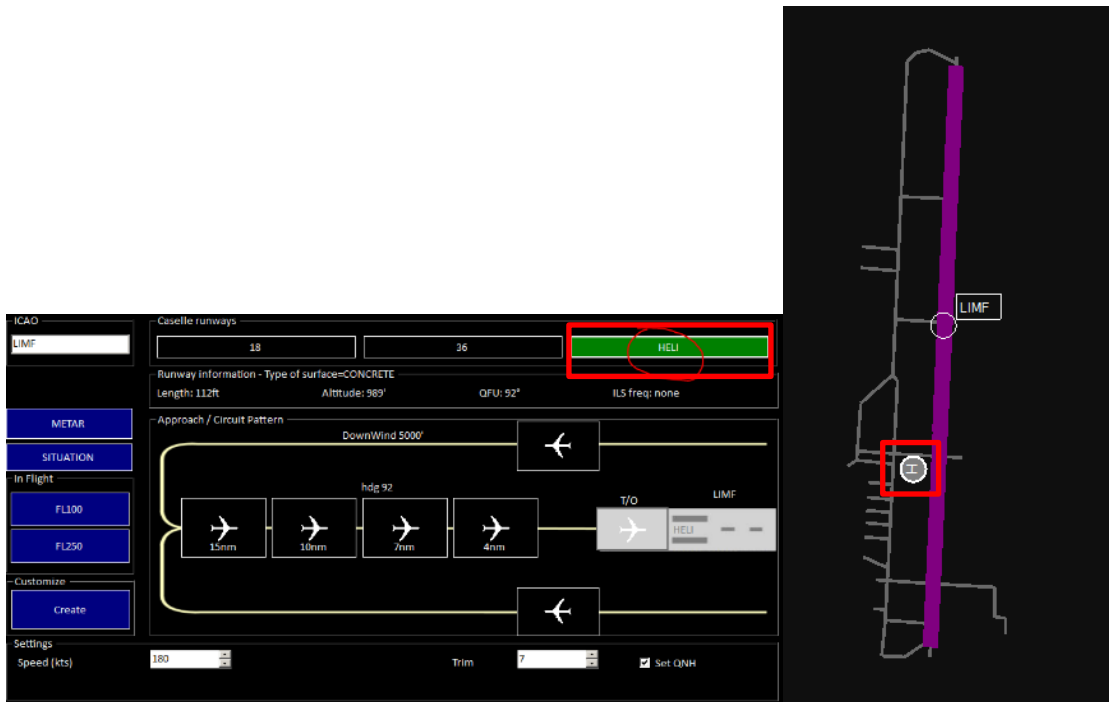 ICAO
LIMF
METAR
SITUATION
In Flight
FL100
FL250
Customize
Create
Caselle runways
18
36
HELI
Runway information - Type of surface=CONCRETE
Length: 112ft
Altitude: 989'
QFU: 92°
ILS freq: none
Approach / Circuit Pattern
DownWind 5000'
hdg 92
15nm
10nm
7nm
4nm
T/O
LIMF
HELI
Settings
Speed (kts)
180
Trim
7
Set QNH
LIMF
H